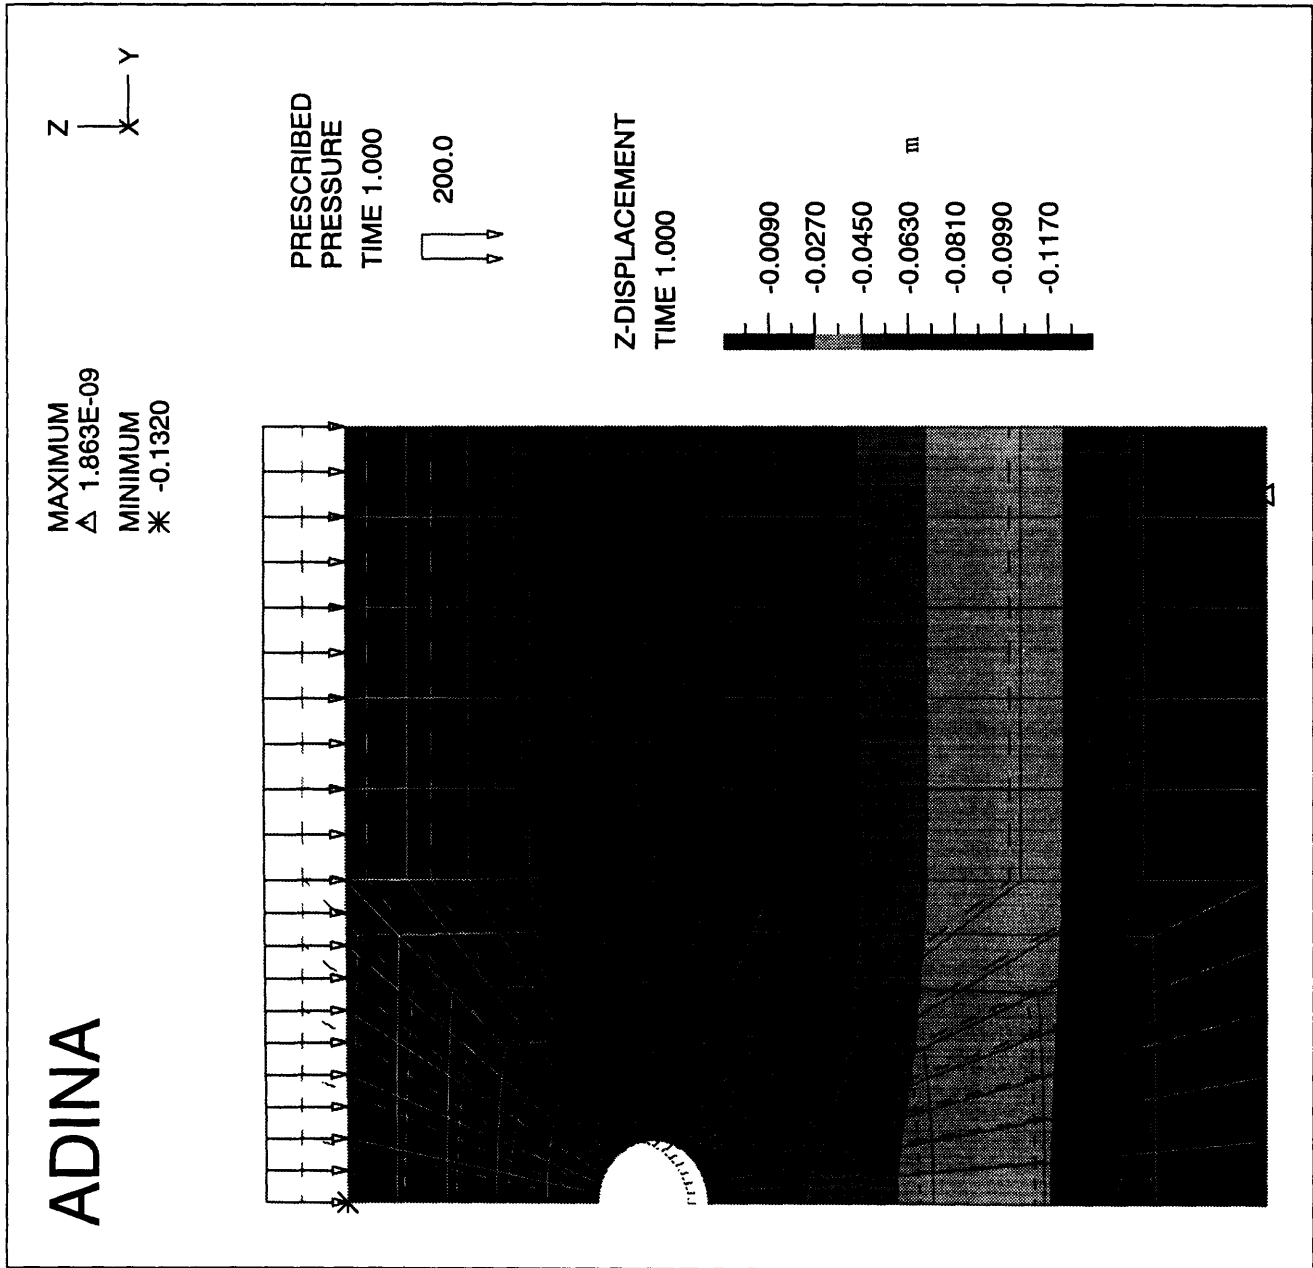 ADINA
MAXIMUM
△ 1.863E-09
MINIMUM
✳ -0.1320
Z
X Y
PRESCRIBED
PRESSURE
TIME 1.000
200.0
Z-DISPLACEMENT
TIME 1.000
m
-0.0090
-0.0270
-0.0450
-0.0630
-0.0810
-0.0990
-0.1170